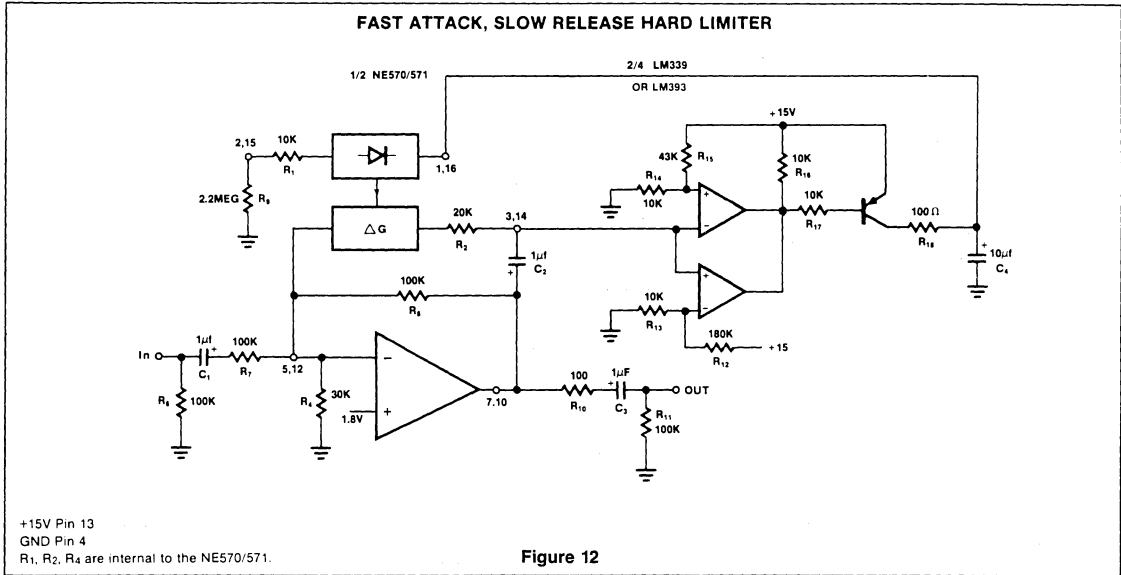 FAST ATTACK, SLOW RELEASE HARD LIMITER
1/2 NE570/571
2/4 LM339
OR LM393
+15V
2,15
10K
R1
1,16
2.2MEG
R9
43K
R15
R14
10K
10K
R16
10K
R17
100 Ω
R18
+
10µf
C4
ΔG
20K
R2
3,14
1µf
C2
+
100K
R8
+
−
+
−
10K
R13
180K
R12
+15
In
1µf
+
C1
100K
R7
5,12
R6
100K
R4
30K
1.8V
−
+
7.10
100
R10
1µF
+
C3
OUT
R11
100K
+15V Pin 13
GND Pin 4
R1, R2, R4 are internal to the NE570/571.
Figure 12